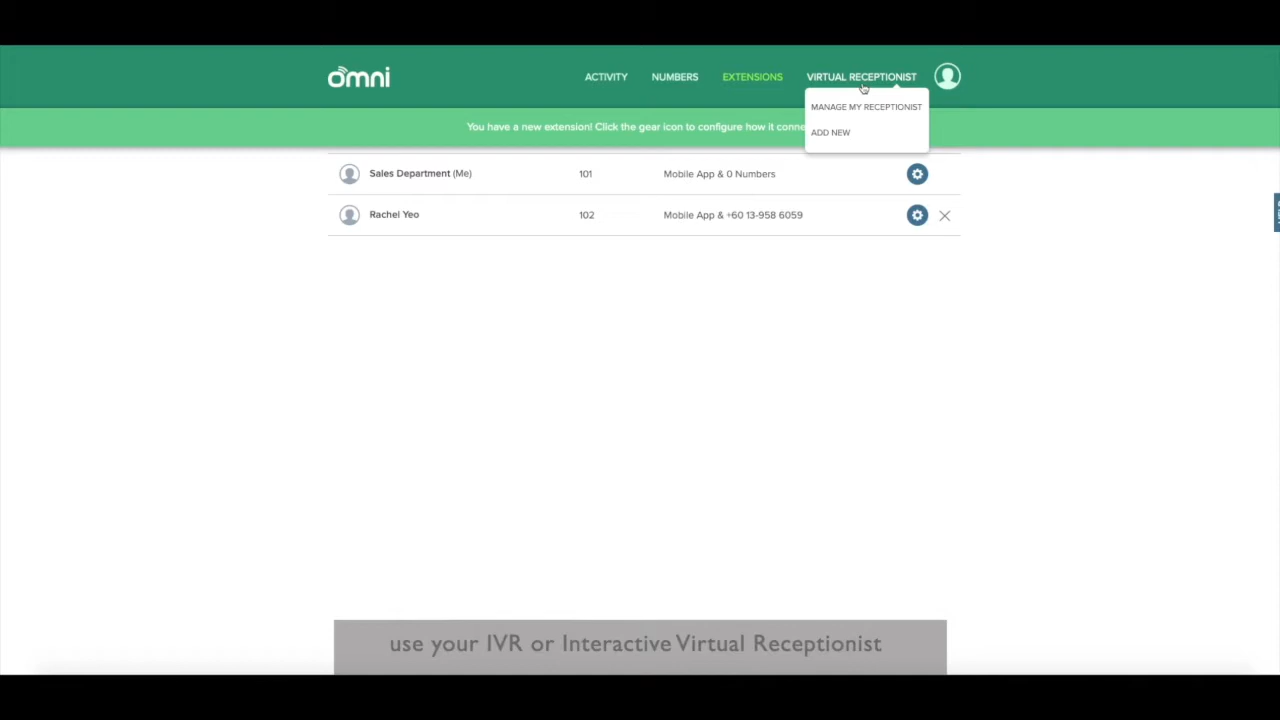 omni
ACTIVITY NUMBERS EXTENSIONS VIRTUAL RECEPTIONIST
MANAGE MY RECEPTIONIST
ADD NEW
You have a new extension! Click the gear icon to configure how it
Sales Department (Me) 101 Mobile App & 0 Numbers
Rachel Yeo 102 Mobile App & +60 13-958 6059
use your IVR or Interactive Virtual Receptionist